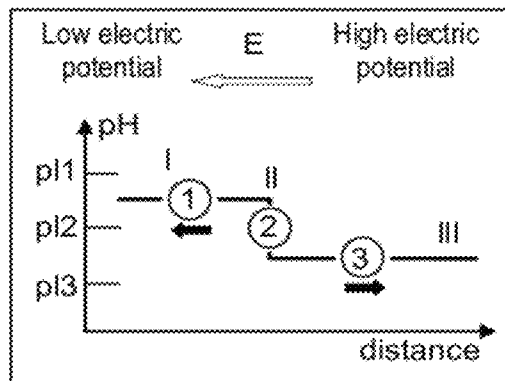 Low electric potential
E
High electric potential
pH
I
II
pI1
1
pI2
2
III
3
pI3
distance